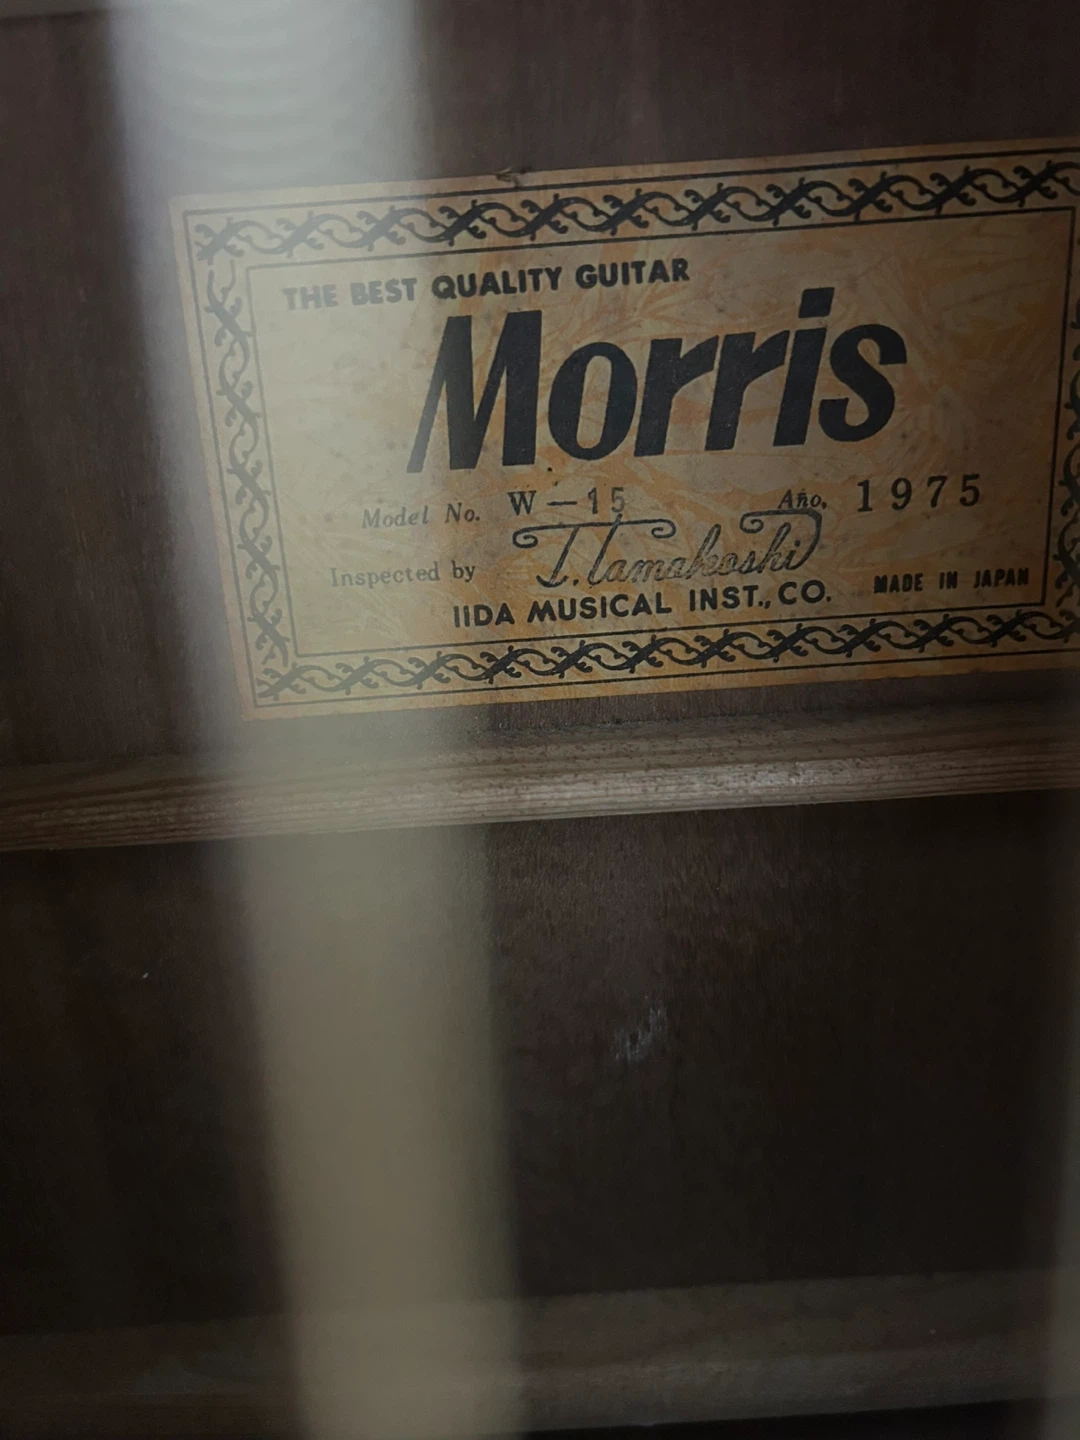 THE BEST QUALITY GUITAR
Morris
Model No. W-15 Año, 1975
Inspected by T. Tamakoshi
IIDA MUSICAL INST., CO. MADE IN JAPAN